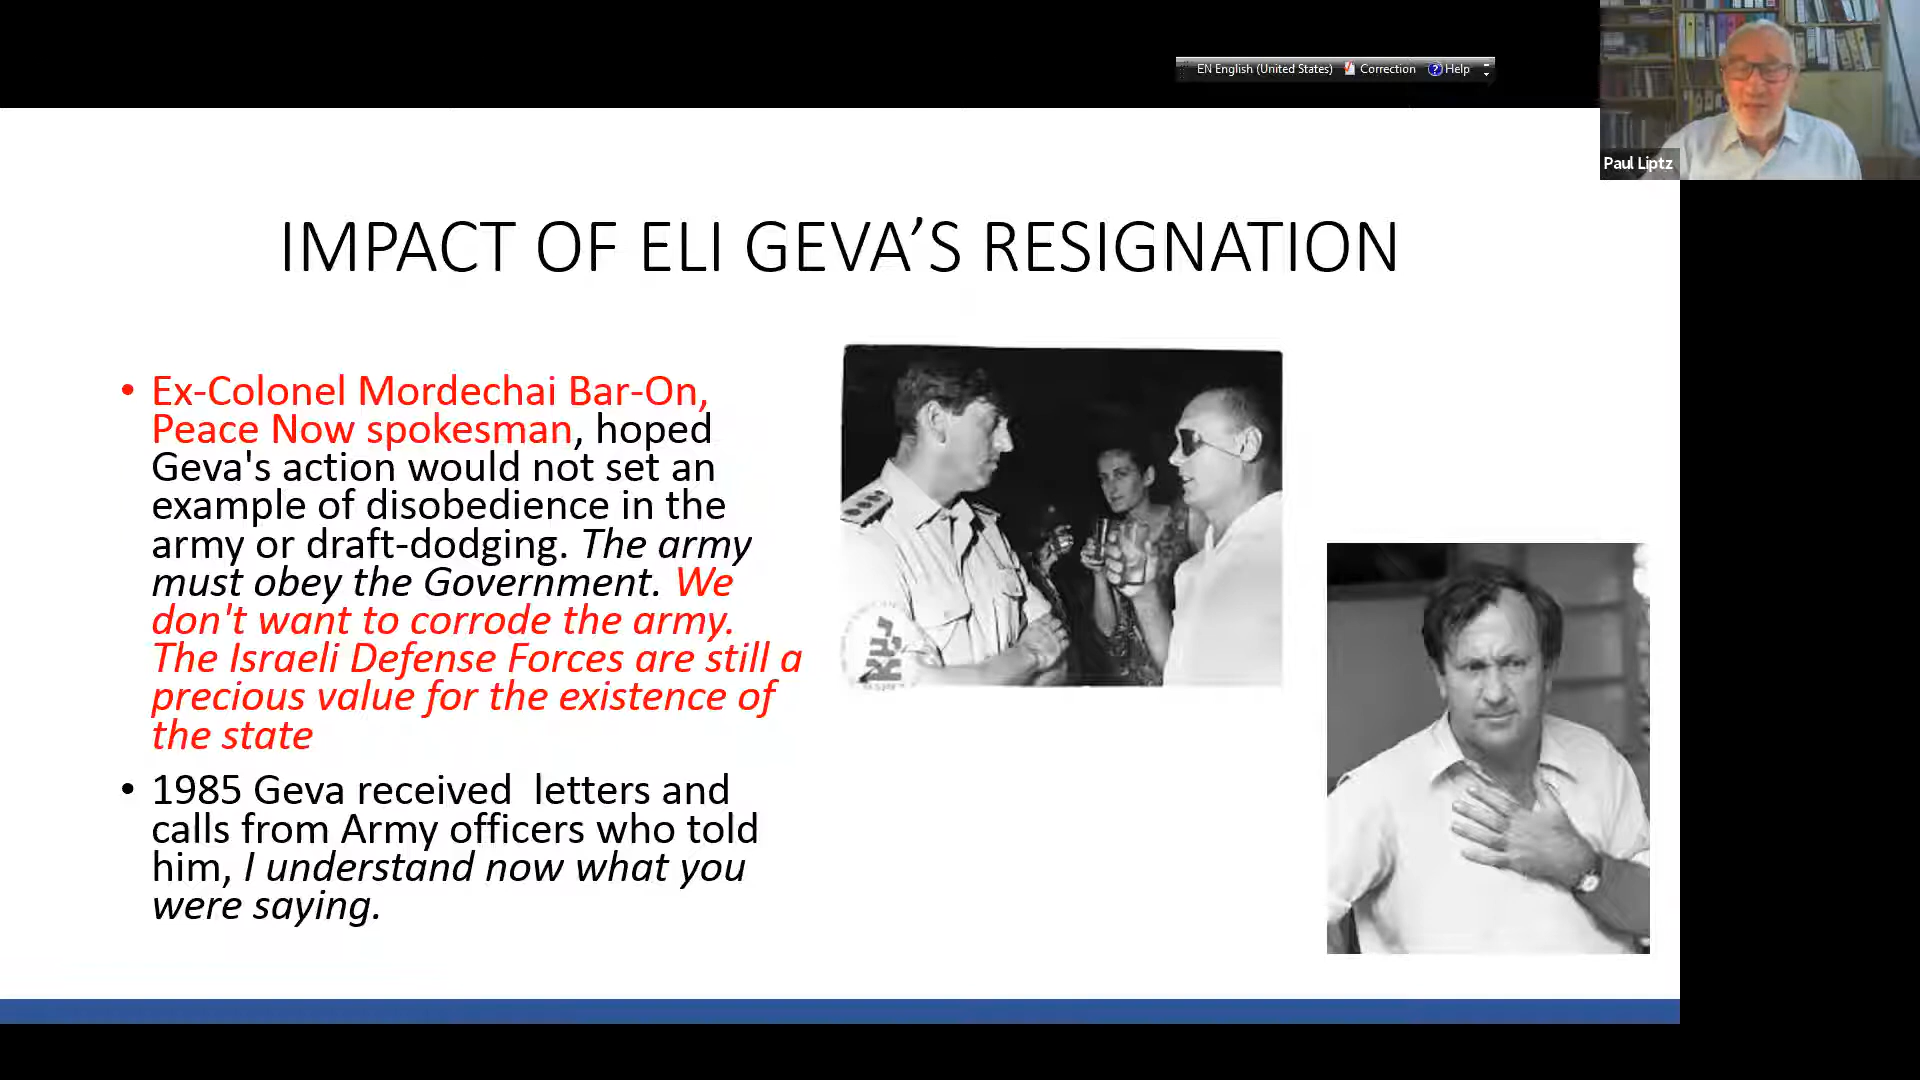 EN English (United States) Correction Help
Paul Liptz
IMPACT OF ELI GEVA’S RESIGNATION
• Ex-Colonel Mordechai Bar-On,
Peace Now spokesman, hoped
Geva's action would not set an
example of disobedience in the
army or draft-dodging. The army
must obey the Government. We
don't want to corrode the army.
The Israeli Defense Forces are still a
precious value for the existence of
the state
• 1985 Geva received letters and
calls from Army officers who told
him, I understand now what you
were saying.